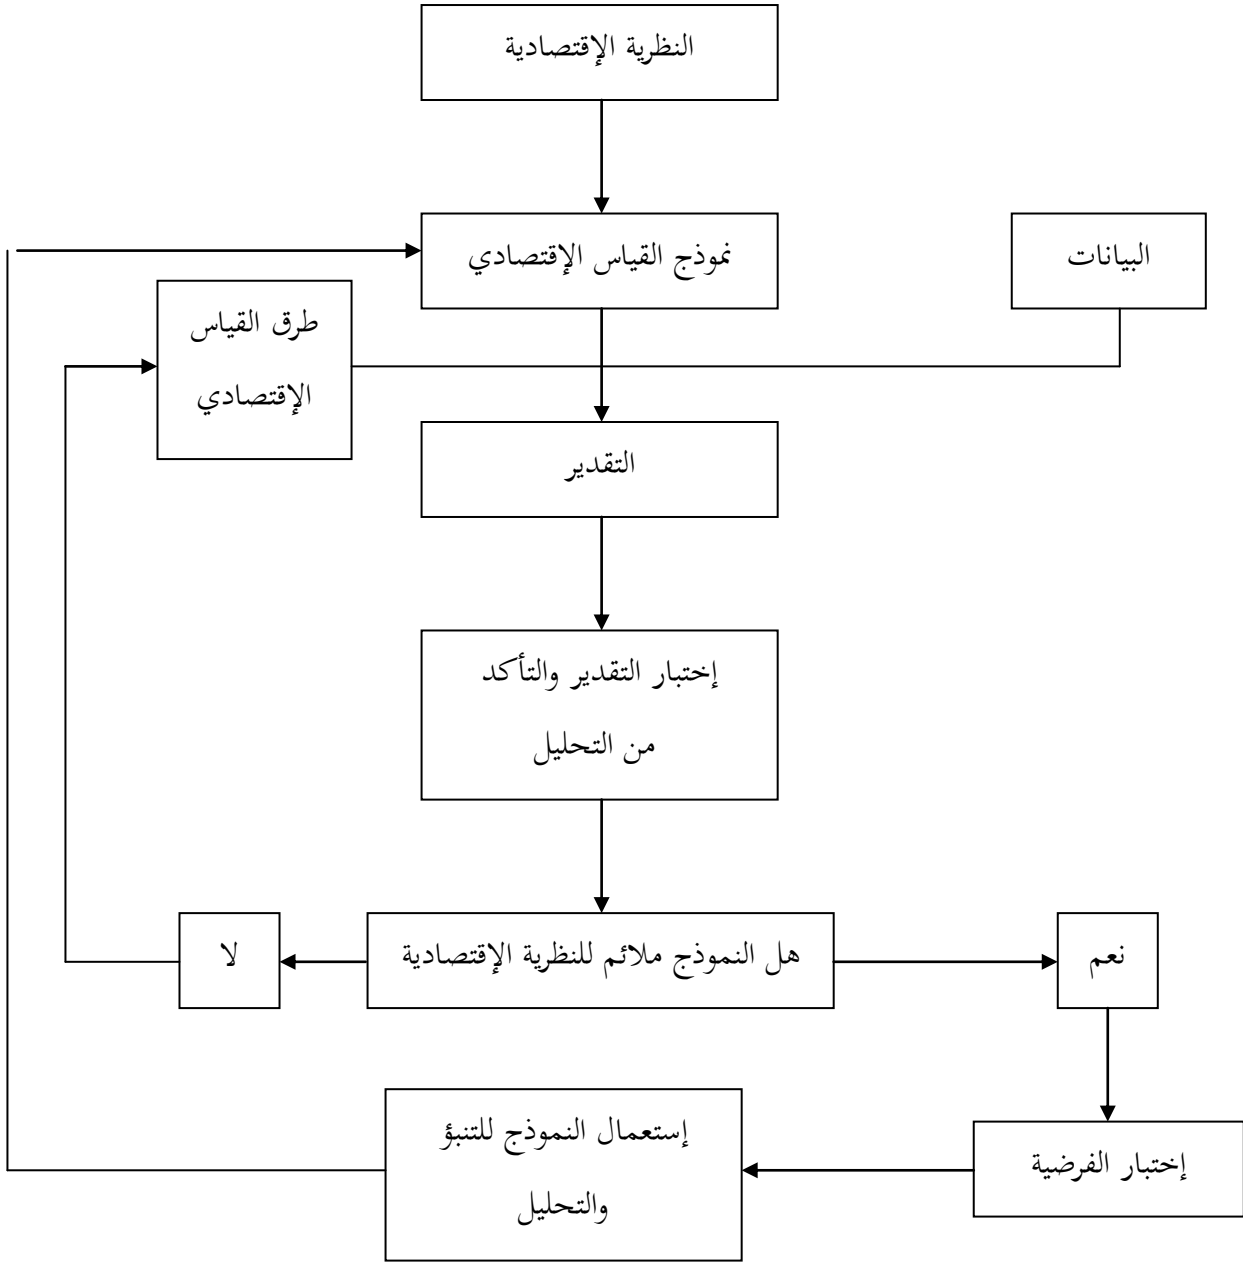 النظرية الإقتصادية
نموذج القياس الإقتصادي
البيانات
طرق القياس
الإقتصادي
التقدير
إختبار التقدير والتأكد
من التحليل
هل النموذج ملائم للنظرية الإقتصادية
نعم
لا
إختبار الفرضية
إستعمال النموذج للتنبؤ
والتحليل